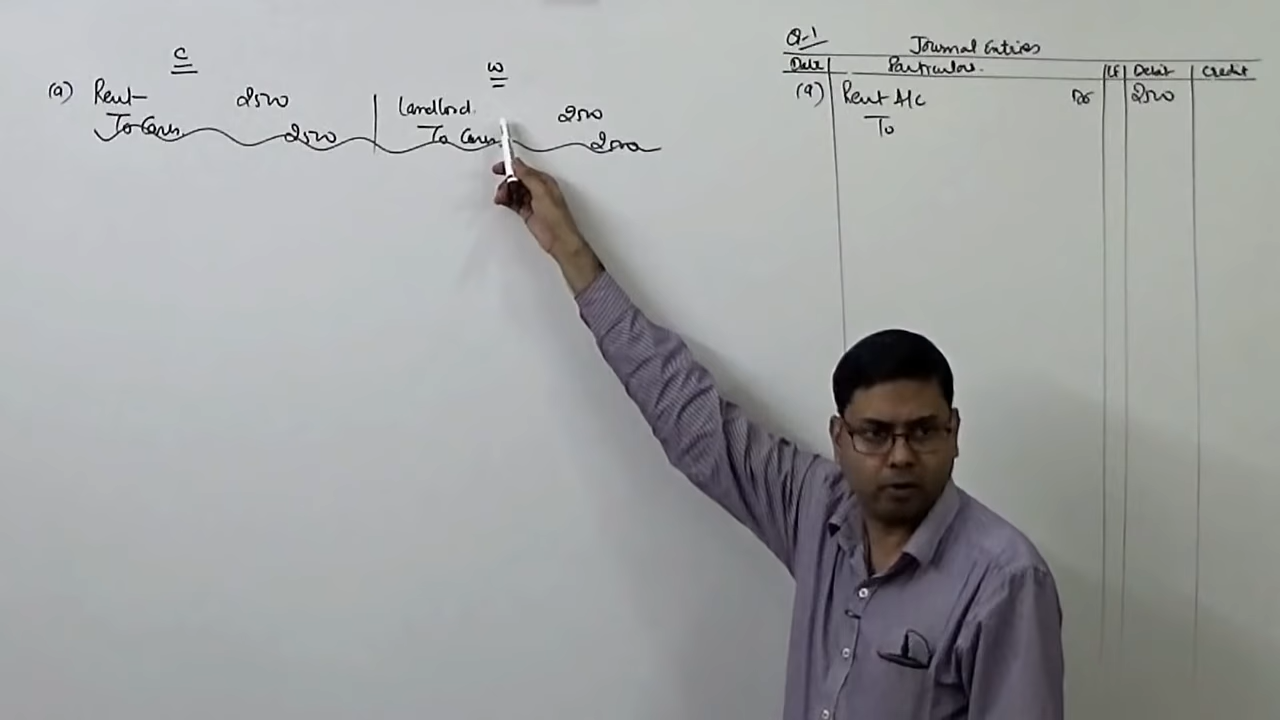 C
W
(a) Rent 2500
To Cash 2500
Landlord 2500
To Cash 2500
Q-1
Journal Entries
Date Particulars LF Debit Credit
(a) Rent A/c Dr 2500
To